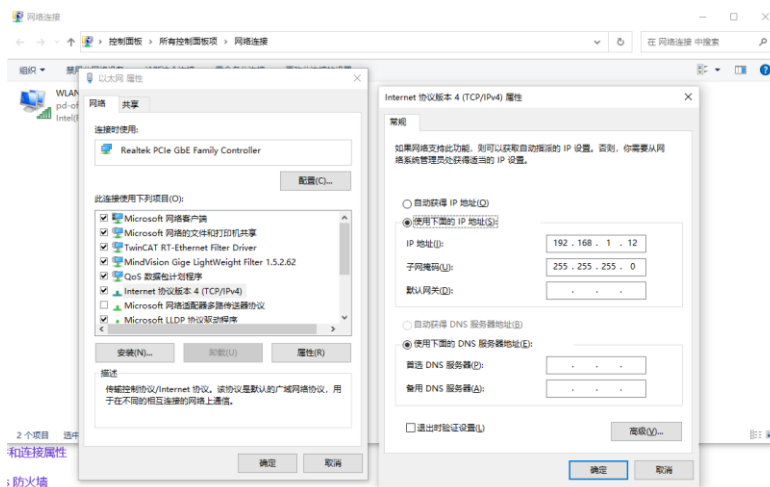 网络连接
控制面板 › 所有控制面板项 › 网络连接
在 网络连接 中搜索
组织
WLAN
pd-of
Intel(
以太网 属性
网络 共享
连接时使用:
Realtek PCIe GbE Family Controller
配置(C)...
此连接使用下列项目(O):
Microsoft 网络客户端
Microsoft 网络的文件和打印机共享
TwinCAT RT-Ethernet Filter Driver
MindVision Gige LightWeight Filter 1.5.2.62
QoS 数据包计划程序
Internet 协议版本 4 (TCP/IPv4)
Microsoft 网络适配器多路传送器协议
Microsoft LLDP 协议驱动程序
安装(N)... 卸载(U) 属性(R)
描述
传输控制协议/Internet 协议。该协议是默认的广域网络协议，用
于在不同的相互连接的网络上通信。
确定 取消
Internet 协议版本 4 (TCP/IPv4) 属性
常规
如果网络支持此功能，则可以获取自动指派的 IP 设置。否则，你需要从网
络系统管理员处获得适当的 IP 设置。
自动获得 IP 地址(O)
使用下面的 IP 地址(S):
IP 地址(I): 192 . 168 . 1 . 12
子网掩码(U): 255 . 255 . 255 . 0
默认网关(D): . . .
自动获得 DNS 服务器地址(B)
使用下面的 DNS 服务器地址(E):
首选 DNS 服务器(P): . . .
备用 DNS 服务器(A): . . .
退出时验证设置(L)
高级(V)...
确定 取消
2 个项目 选中
和连接属性
防火墙